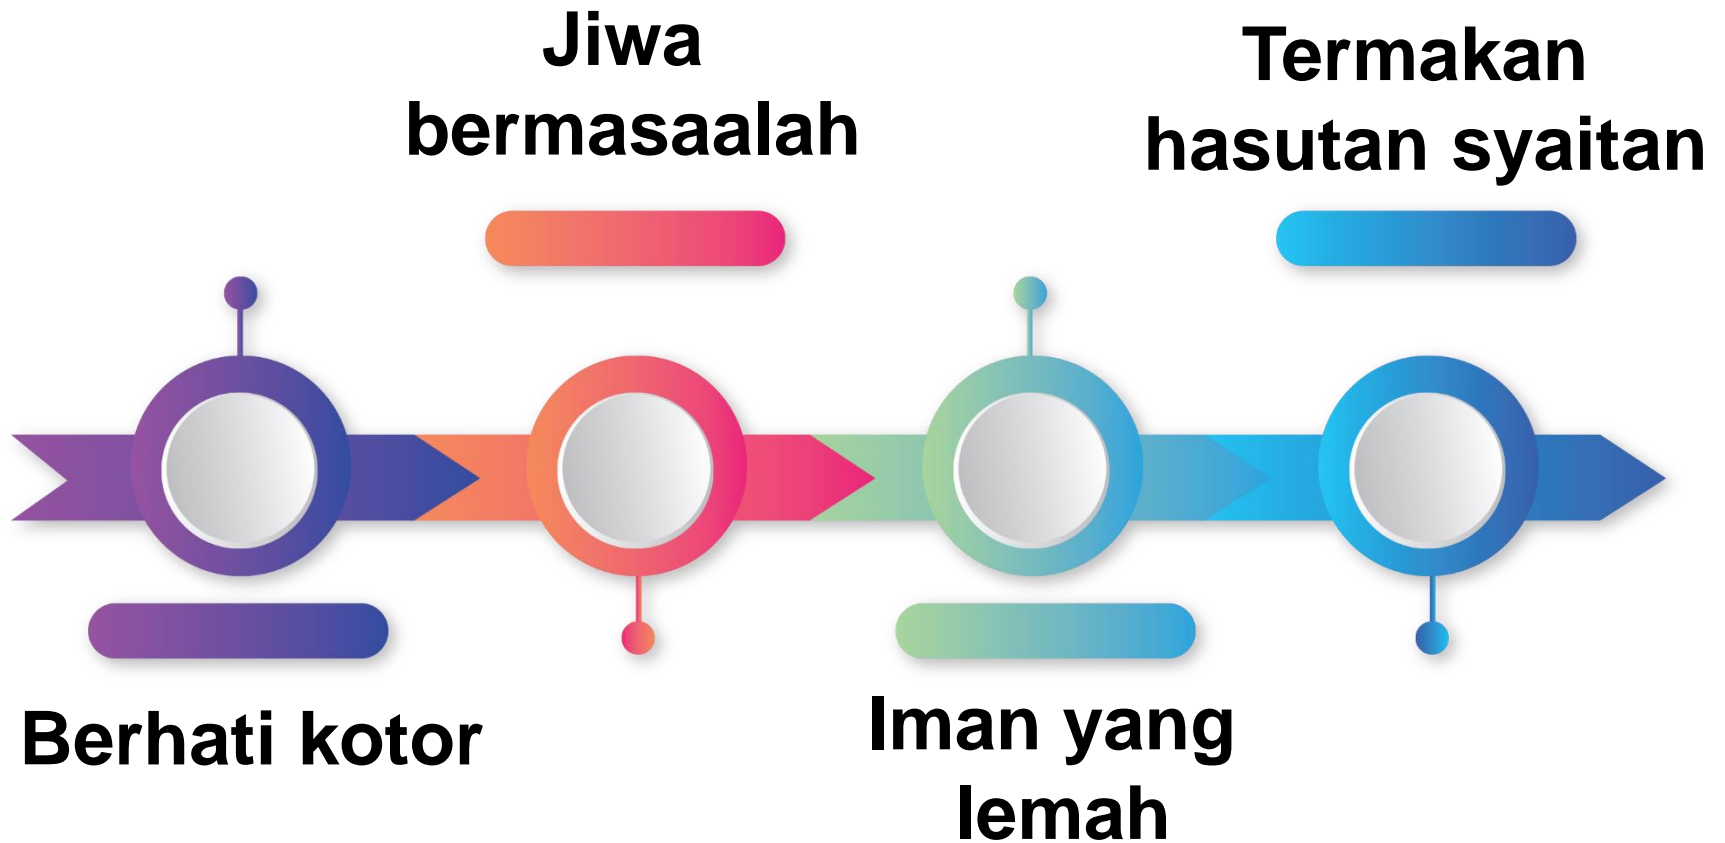 Berhati kotor
Jiwa
bermasaalah
Iman yang
lemah
Termakan
hasutan syaitan